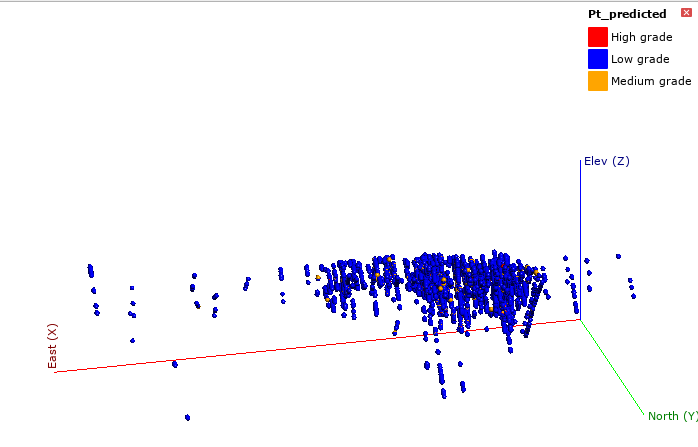 Pt_predicted
High grade
Low grade
Medium grade
Elev (Z)
East (X)
North (Y)